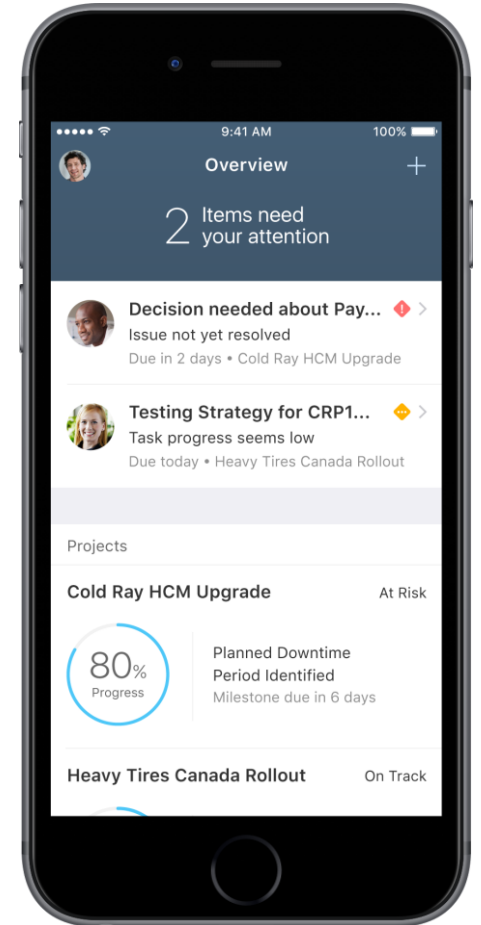 9:41 AM
100%
Overview
2 Items need
your attention
Decision needed about Pay...
Issue not yet resolved
Due in 2 days • Cold Ray HCM Upgrade
Testing Strategy for CRP1...
Task progress seems low
Due today • Heavy Tires Canada Rollout
Projects
Cold Ray HCM Upgrade
At Risk
80%
Progress
Planned Downtime
Period Identified
Milestone due in 6 days
Heavy Tires Canada Rollout
On Track